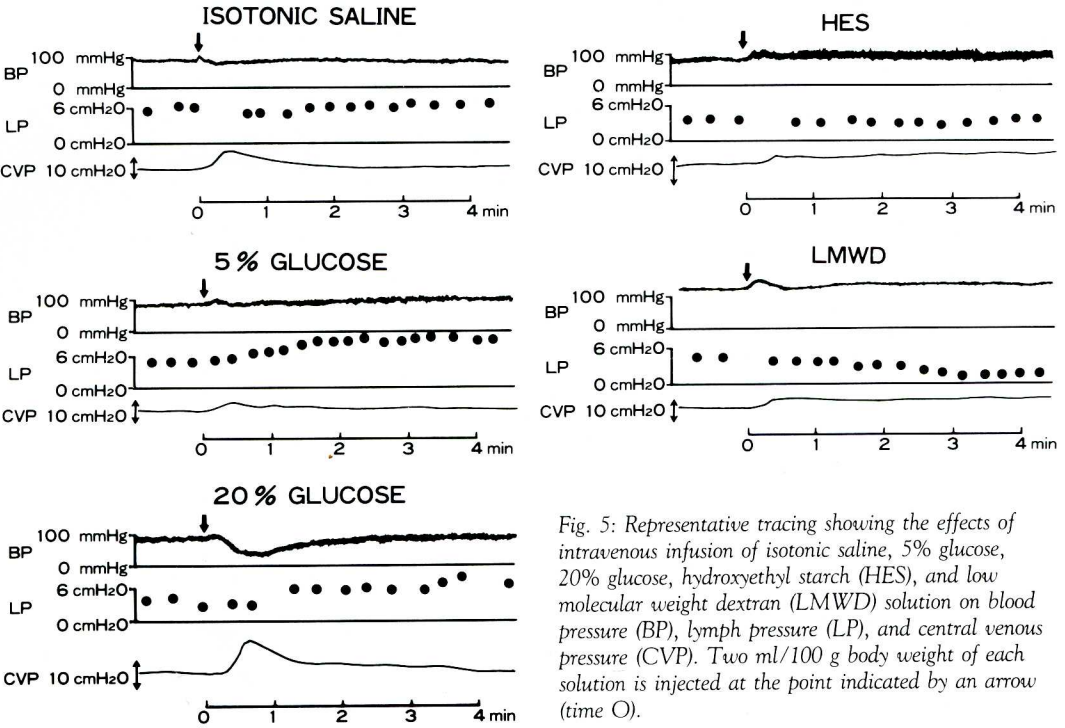 ISOTONIC SALINE
BP
100 mmHg
0 mmHg
LP
6 cmH2O
0 cmH2O
CVP 10 cmH2O
0 1 2 3 4 min
5% GLUCOSE
BP
100 mmHg
0 mmHg
LP
6 cmH2O
0 cmH2O
CVP 10 cmH2O
0 1 2 3 4 min
20% GLUCOSE
BP
100 mmHg
0 mmHg
LP
6 cmH2O
0 cmH2O
CVP 10 cmH2O
0 1 2 3 4 min
HES
BP
100 mmHg
0 mmHg
LP
6 cmH2O
0 cmH2O
CVP 10 cmH2O
0 1 2 3 4 min
LMWD
BP
100 mmHg
0 mmHg
LP
6 cmH2O
0 cmH2O
CVP 10 cmH2O
0 1 2 3 4 min
Fig. 5: Representative tracing showing the effects of
intravenous infusion of isotonic saline, 5% glucose,
20% glucose, hydroxyethyl starch (HES), and low
molecular weight dextran (LMWD) solution on blood
pressure (BP), lymph pressure (LP), and central venous
pressure (CVP). Two ml/100 g body weight of each
solution is injected at the point indicated by an arrow
(time O).